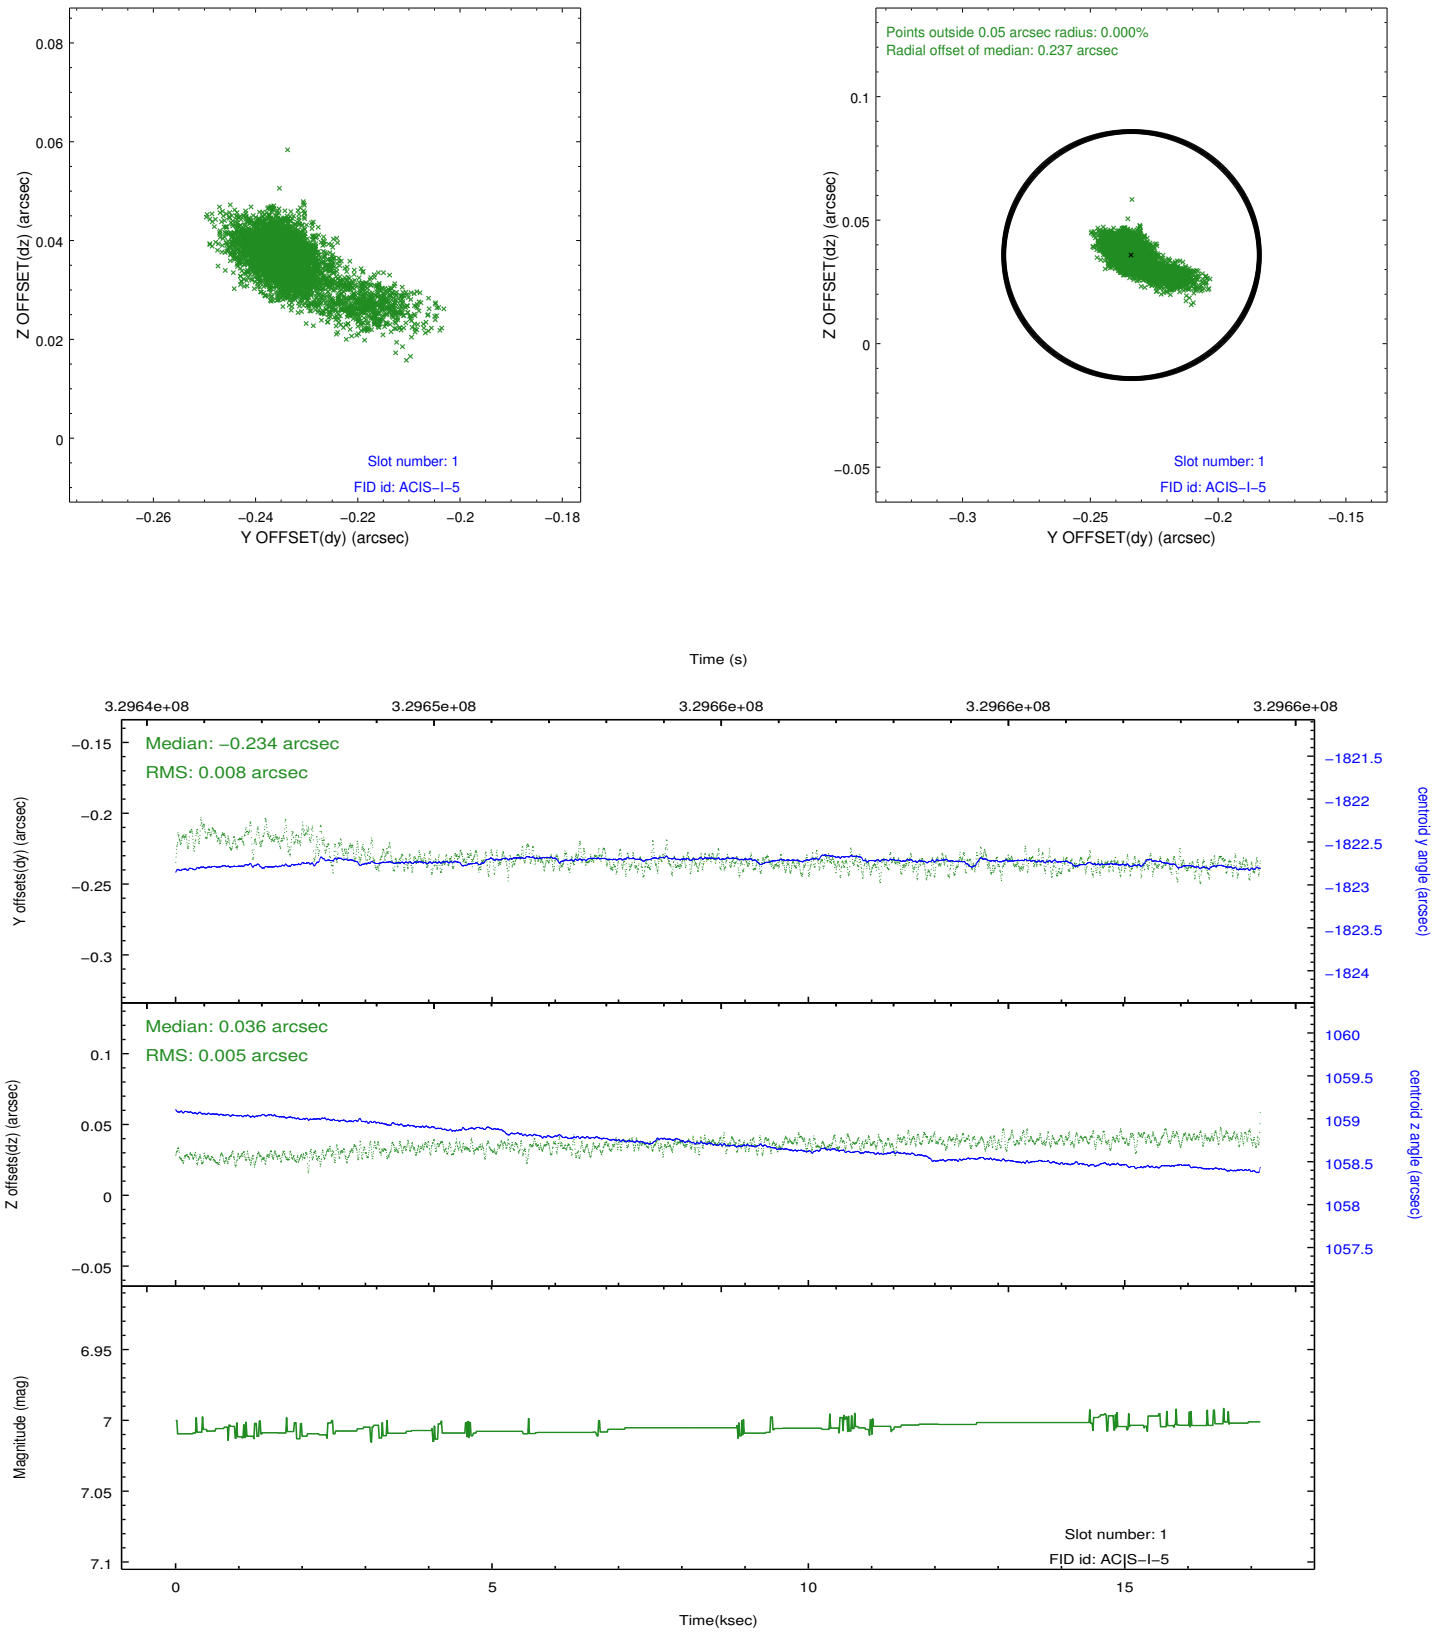 0.08
0.06
0.04
0.02
0
Z OFFSET(dz) (arcsec)
Slot number: 1
FID id: ACIS−I−5
−0.26
−0.24
−0.22
−0.2
−0.18
Y OFFSET(dy) (arcsec)
Points outside 0.05 arcsec radius: 0.000%
Radial offset of median: 0.237 arcsec
0.1
0.05
0
−0.05
Z OFFSET(dz) (arcsec)
Slot number: 1
FID id: ACIS−I−5
−0.3
−0.25
−0.2
−0.15
Y OFFSET(dy) (arcsec)
Time (s)
3.2964e+08
3.2965e+08
3.2966e+08
3.2966e+08
3.2966e+08
Median: −0.234 arcsec
RMS: 0.008 arcsec
−0.15
−0.2
−0.25
−0.3
Y offsets(dy) (arcsec)
−1821.5
−1822
−1822.5
−1823
−1823.5
−1824
centroid y angle (arcsec)
Median: 0.036 arcsec
RMS: 0.005 arcsec
0.1
0.05
0
−0.05
Z offsets(dz) (arcsec)
1060
1059.5
1059
1058.5
1058
1057.5
centroid z angle (arcsec)
6.95
7
7.05
7.1
Magnitude (mag)
Slot number: 1
FID id: ACIS−I−5
0
5
10
15
Time(ksec)